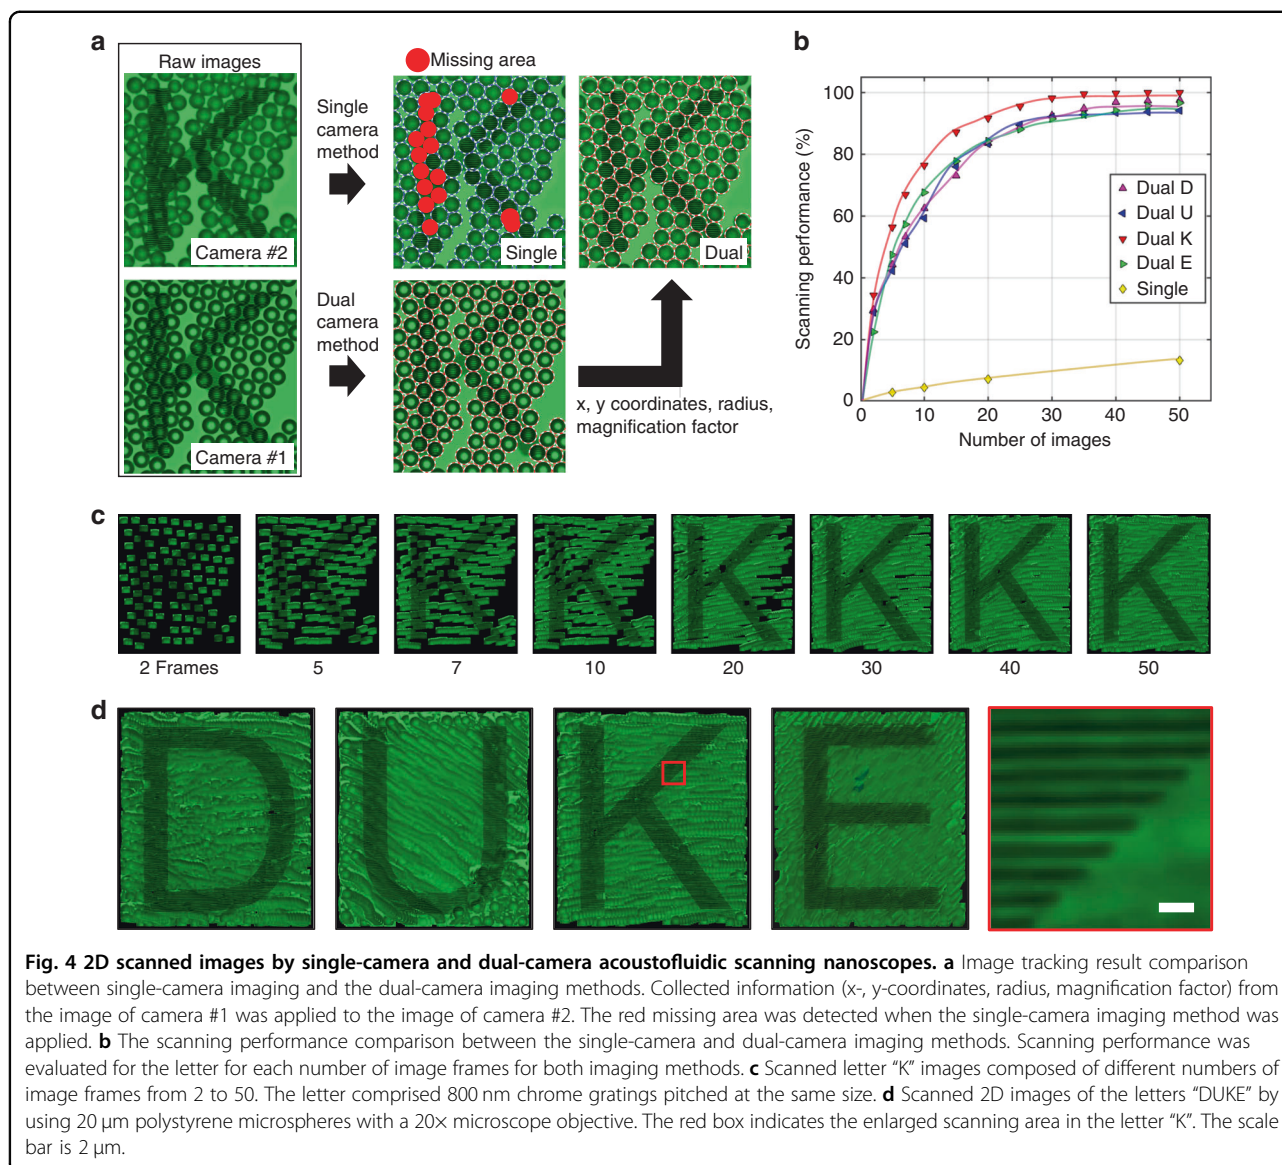 a
Raw images
Camera #2
Camera #1
Single
camera
method
Dual
camera
method
Missing area
Single
Dual
x, y coordinates, radius,
magnification factor
b
Scanning performance (%)
100
80
60
40
20
0
0 10 20 30 40 50
Number of images
Dual D
Dual U
Dual K
Dual E
Single
c
2 Frames 5 7 10 20 30 40 50
d
Fig. 4 2D scanned images by single-camera and dual-camera acoustofluidic scanning nanoscopes. a Image tracking result comparison
between single-camera imaging and the dual-camera imaging methods. Collected information (x-, y-coordinates, radius, magnification factor) from
the image of camera #1 was applied to the image of camera #2. The red missing area was detected when the single-camera imaging method was
applied. b The scanning performance comparison between the single-camera and dual-camera imaging methods. Scanning performance was
evaluated for the letter for each number of image frames for both imaging methods. c Scanned letter “K” images composed of different numbers of
image frames from 2 to 50. The letter comprised 800 nm chrome gratings pitched at the same size. d Scanned 2D images of the letters “DUKE” by
using 20 μm polystyrene microspheres with a 20× microscope objective. The red box indicates the enlarged scanning area in the letter “K”. The scale
bar is 2 μm.
K K K K K K K
D U K E